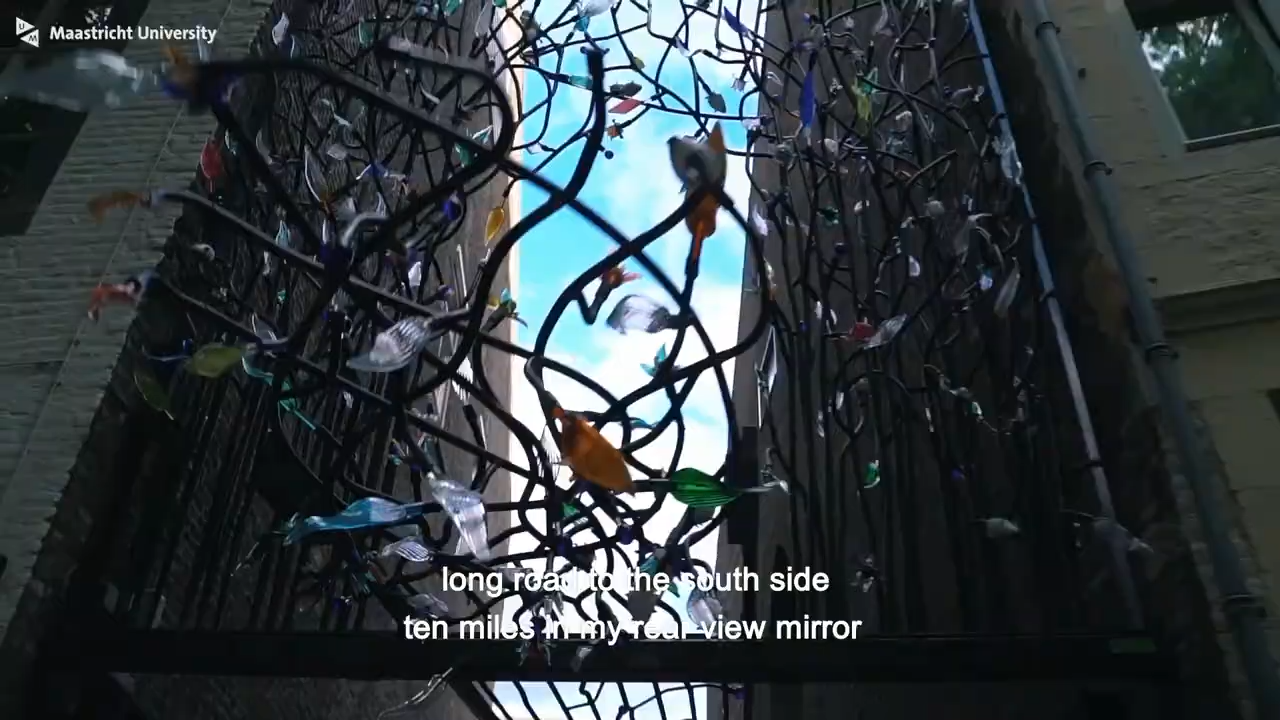 Maastricht University
long road to the south side
ten miles in my rear view mirror